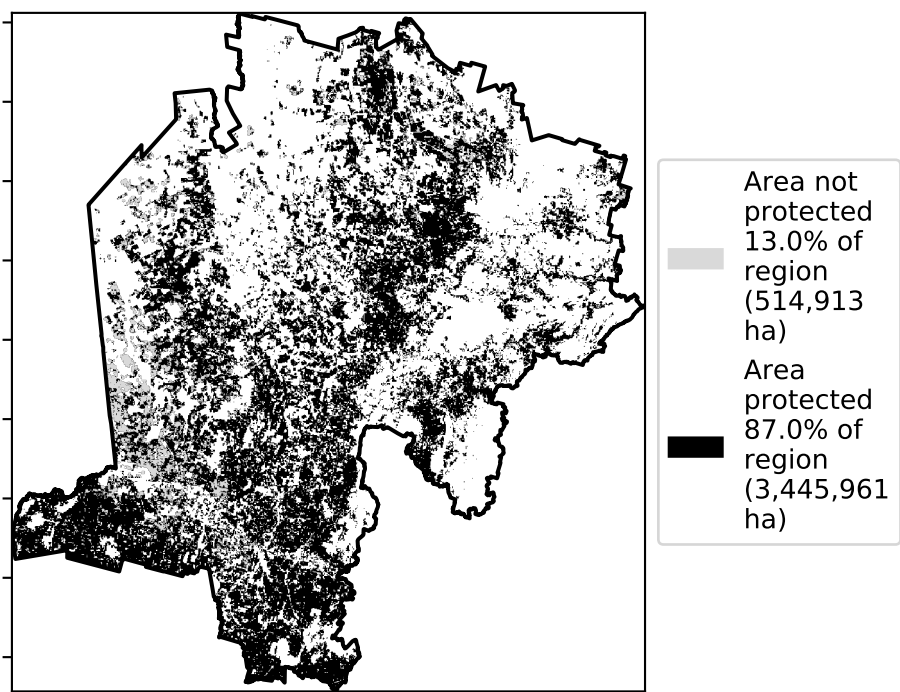 Area not
protected
13.0% of
region
(514,913
ha)
Area
protected
87.0% of
region
(3,445,961
ha)